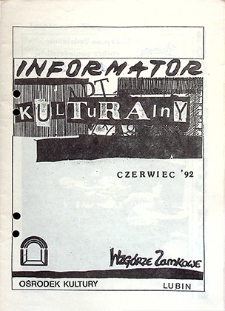 INFORMATOR
KULTURAlNY
CZERWIEC '92
Wzgórze Zamkowe
OŚRODEK KULTURY LUBIN